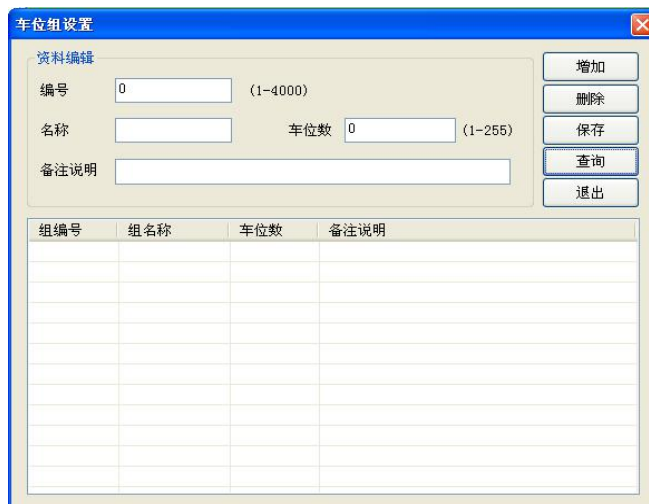 车位组设置
资料编辑
编号 0 (1-4000)
名称 车位数 0 (1-255)
备注说明
增加
删除
保存
查询
退出
组编号 组名称 车位数 备注说明